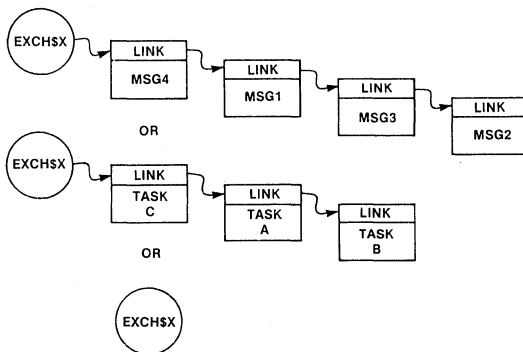 EXCH$X
LINK
MSG4
LINK
MSG1
LINK
MSG3
LINK
MSG2
OR
EXCH$X
LINK
TASK
C
LINK
TASK
A
LINK
TASK
B
OR
EXCH$X